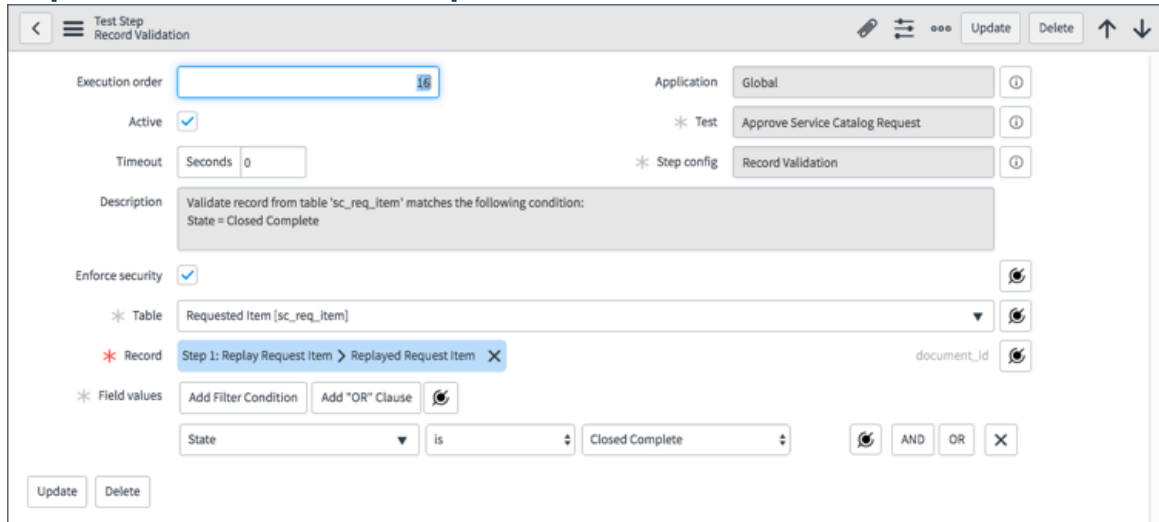 Test Step
Record Validation
ooo Update Delete
Execution order 16 Application Global
Active Test Approve Service Catalog Request
Timeout Seconds 0 Step config Record Validation
Description Validate record from table 'sc_req_item' matches the following condition:
State = Closed Complete
Enforce security
Table Requested Item [sc_req_item]
Record Step 1: Replay Request Item > Replayed Request Item X document_id
Field values Add Filter Condition Add "OR" Clause
State is Closed Complete AND OR X
Update Delete